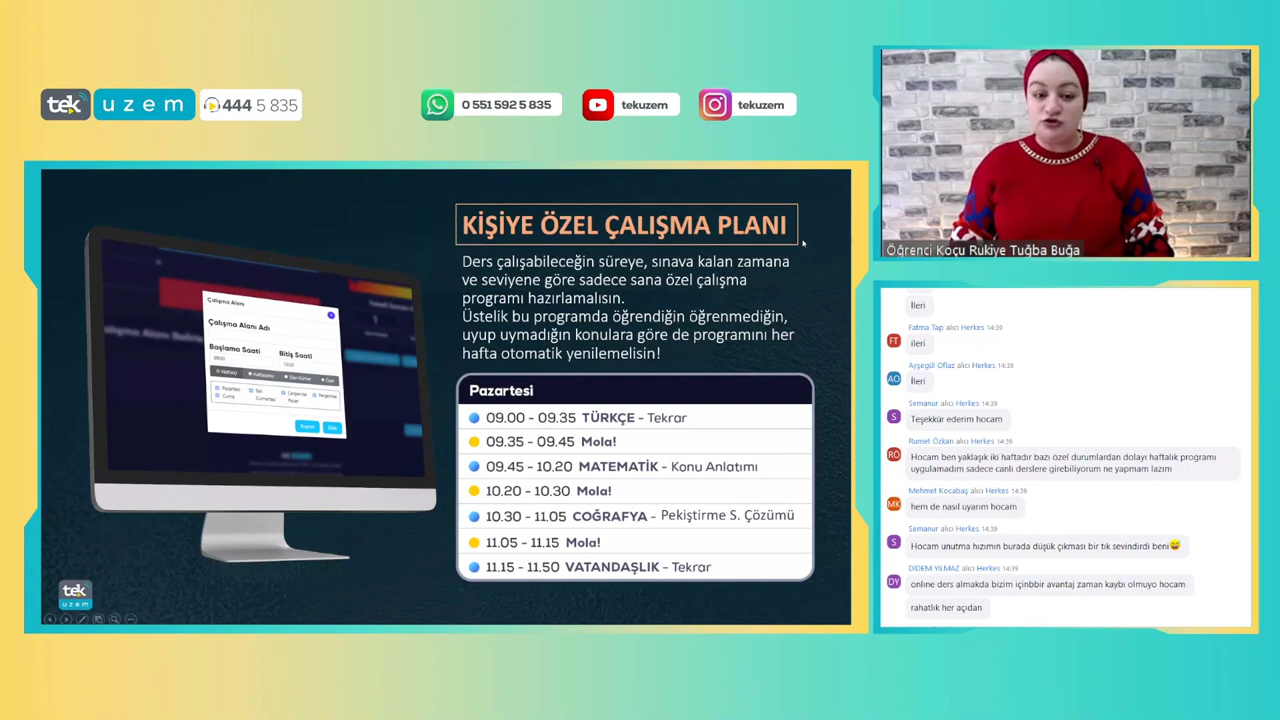 tek uzem 444 5 835
0 551 592 5 835
tekuzem
tekuzem
KİŞİYE ÖZEL ÇALIŞMA PLANI
Ders çalışabileceğin süreye, sınava kalan zamana
ve seviyene göre sadece sana özel çalışma
programı hazırlamalısın.
Üstelik bu programda öğrendiğin öğrenmediğin,
uyup uymadığın konulara göre de programını her
hafta otomatik yenilemelisin!
Çalışma Alanı
Çalışma Alanı Adı
Başlama Saati
Bitiş Saati
Pazartesi
09.00 - 09.35 TÜRKÇE - Tekrar
09.35 - 09.45 Mola!
09.45 - 10.20 MATEMATİK - Konu Anlatımı
10.20 - 10.30 Mola!
10.30 - 11.05 COĞRAFYA - Pekiştirme S. Çözümü
11.05 - 11.15 Mola!
11.15 - 11.50 VATANDAŞLIK - Tekrar
tek
uzem
Öğrenci Koçu Rukiye Tuğba Buğa
İleri
Fatma Tap alıcı Herkes 14:39
FT
ileri
Ayşegül Oflaz alıcı Herkes 14:39
AO
İleri
Semanur alıcı Herkes 14:39
S
Teşekkür ederim hocam
Rumet Özkan alıcı Herkes 14:39
RÖ
Hocam ben yaklaşık iki haftadır bazı özel durumlardan dolayı haftalık programı
uygulamadım sadece canlı derslere girebiliyorum ne yapmam lazım
Mehmet Kocabaş alıcı Herkes 14:39
MK
hem de nasıl uyarım hocam
Semanur alıcı Herkes 14:39
S
Hocam unutma hızımın burada düşük çıkması bir tık sevindirdi beni😅
DİDEM YILMAZ alıcı Herkes 14:39
DY
onlıne ders almakda bizim içinbbir avantaj zaman kaybı olmuyo hocam
rahatlık her açıdan